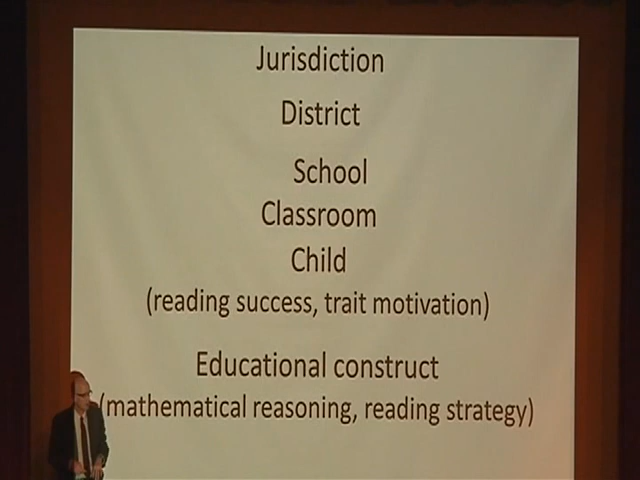 Jurisdiction
District
School
Classroom
Child
(reading success, trait motivation)
Educational construct
(mathematical reasoning, reading strategy)